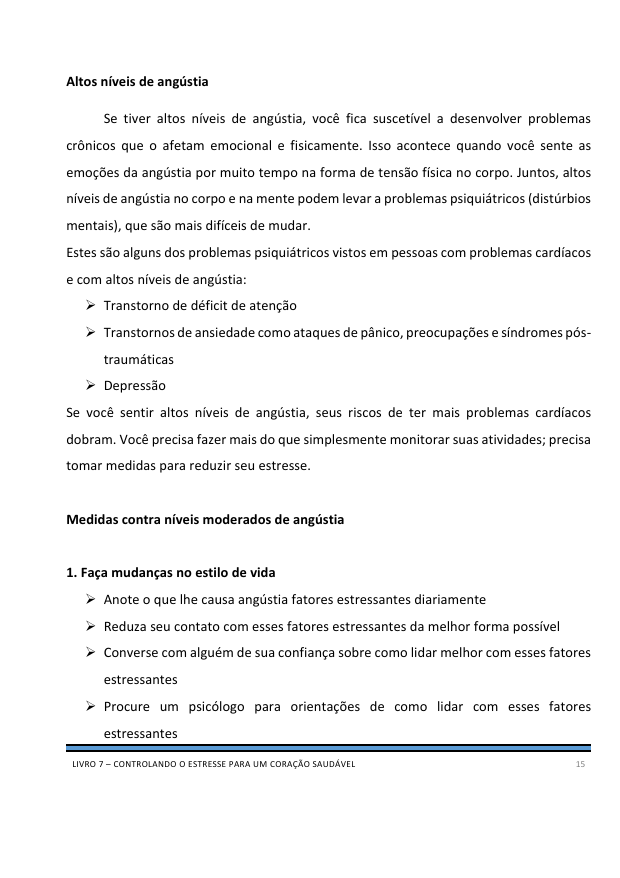 Altos níveis de angústia
Se tiver altos níveis de angústia, você fica suscetível a desenvolver problemas
crônicos que o afetam emocional e fisicamente. Isso acontece quando você sente as
emoções da angústia por muito tempo na forma de tensão física no corpo. Juntos, altos
níveis de angústia no corpo e na mente podem levar a problemas psiquiátricos (distúrbios
mentais), que são mais difíceis de mudar.
Estes são alguns dos problemas psiquiátricos vistos em pessoas com problemas cardíacos
e com altos níveis de angústia:
➢ Transtorno de déficit de atenção
➢ Transtornos de ansiedade como ataques de pânico, preocupações e síndromes pós-
traumáticas
➢ Depressão
Se você sentir altos níveis de angústia, seus riscos de ter mais problemas cardíacos
dobram. Você precisa fazer mais do que simplesmente monitorar suas atividades; precisa
tomar medidas para reduzir seu estresse.
Medidas contra níveis moderados de angústia
1. Faça mudanças no estilo de vida
➢ Anote o que lhe causa angústia fatores estressantes diariamente
➢ Reduza seu contato com esses fatores estressantes da melhor forma possível
➢ Converse com alguém de sua confiança sobre como lidar melhor com esses fatores
estressantes
➢ Procure um psicólogo para orientações de como lidar com esses fatores
estressantes
LIVRO 7 – CONTROLANDO O ESTRESSE PARA UM CORAÇÃO SAUDÁVEL 15